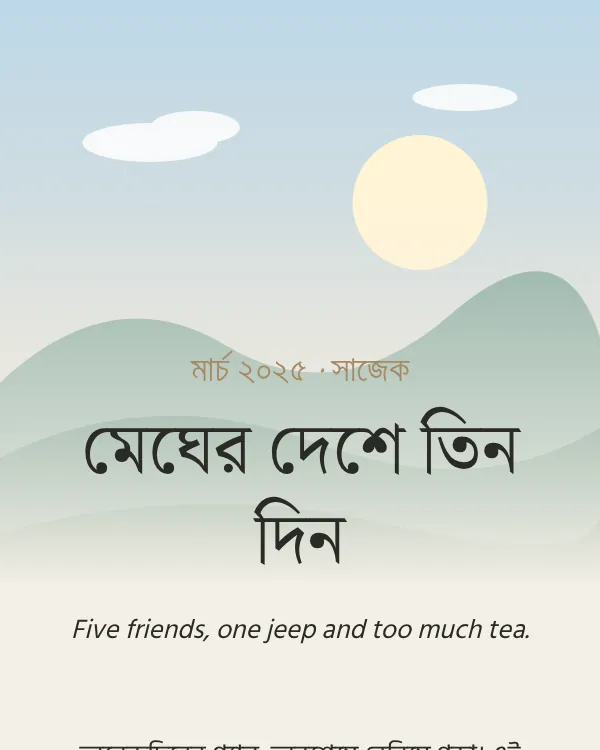 মার্চ ২০২৫ · সাজেক
মেঘের দেশে তিন
দিন
Five friends, one jeep and too much tea.